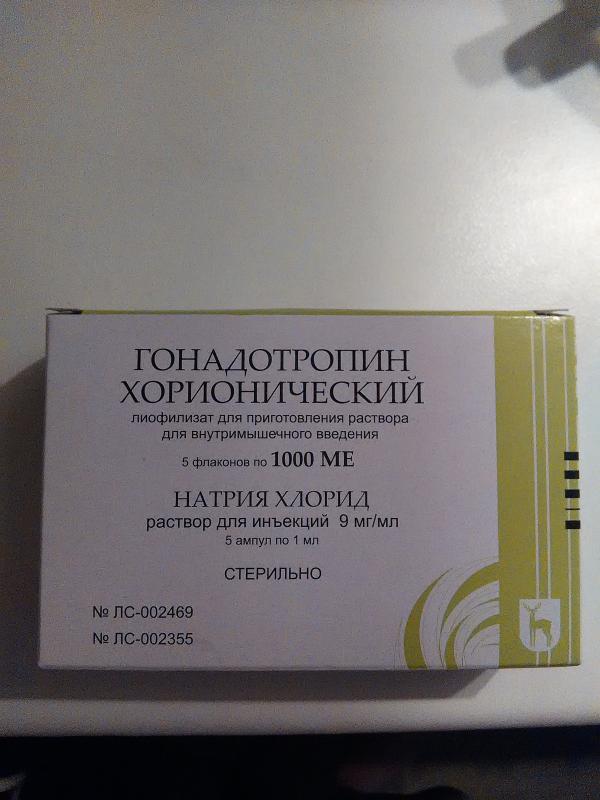 ГОНАДОТРОПИН
ХОРИОНИЧЕСКИЙ
лиофилизат для приготовления раствора
для внутримышечного введения
5 флаконов по 1000 МЕ
НАТРИЯ ХЛОРИД
раствор для инъекций 9 мг/мл
5 ампул по 1 мл
СТЕРИЛЬНО
№ ЛС-002469
№ ЛС-002355